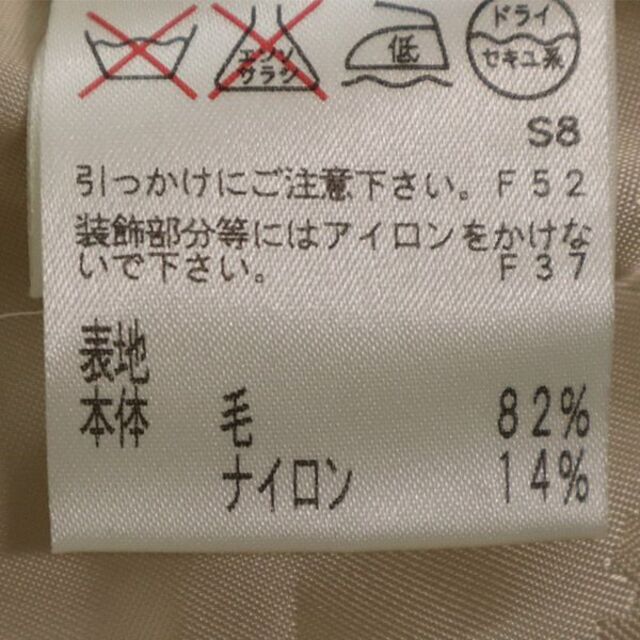 エンソ
サラシ
低
ドライ
セキユ系
S8
引っかけにご注意下さい。F52
装飾部分等にはアイロンをかけな
いで下さい。 F37
表地
本体 毛 82%
ナイロン 14%